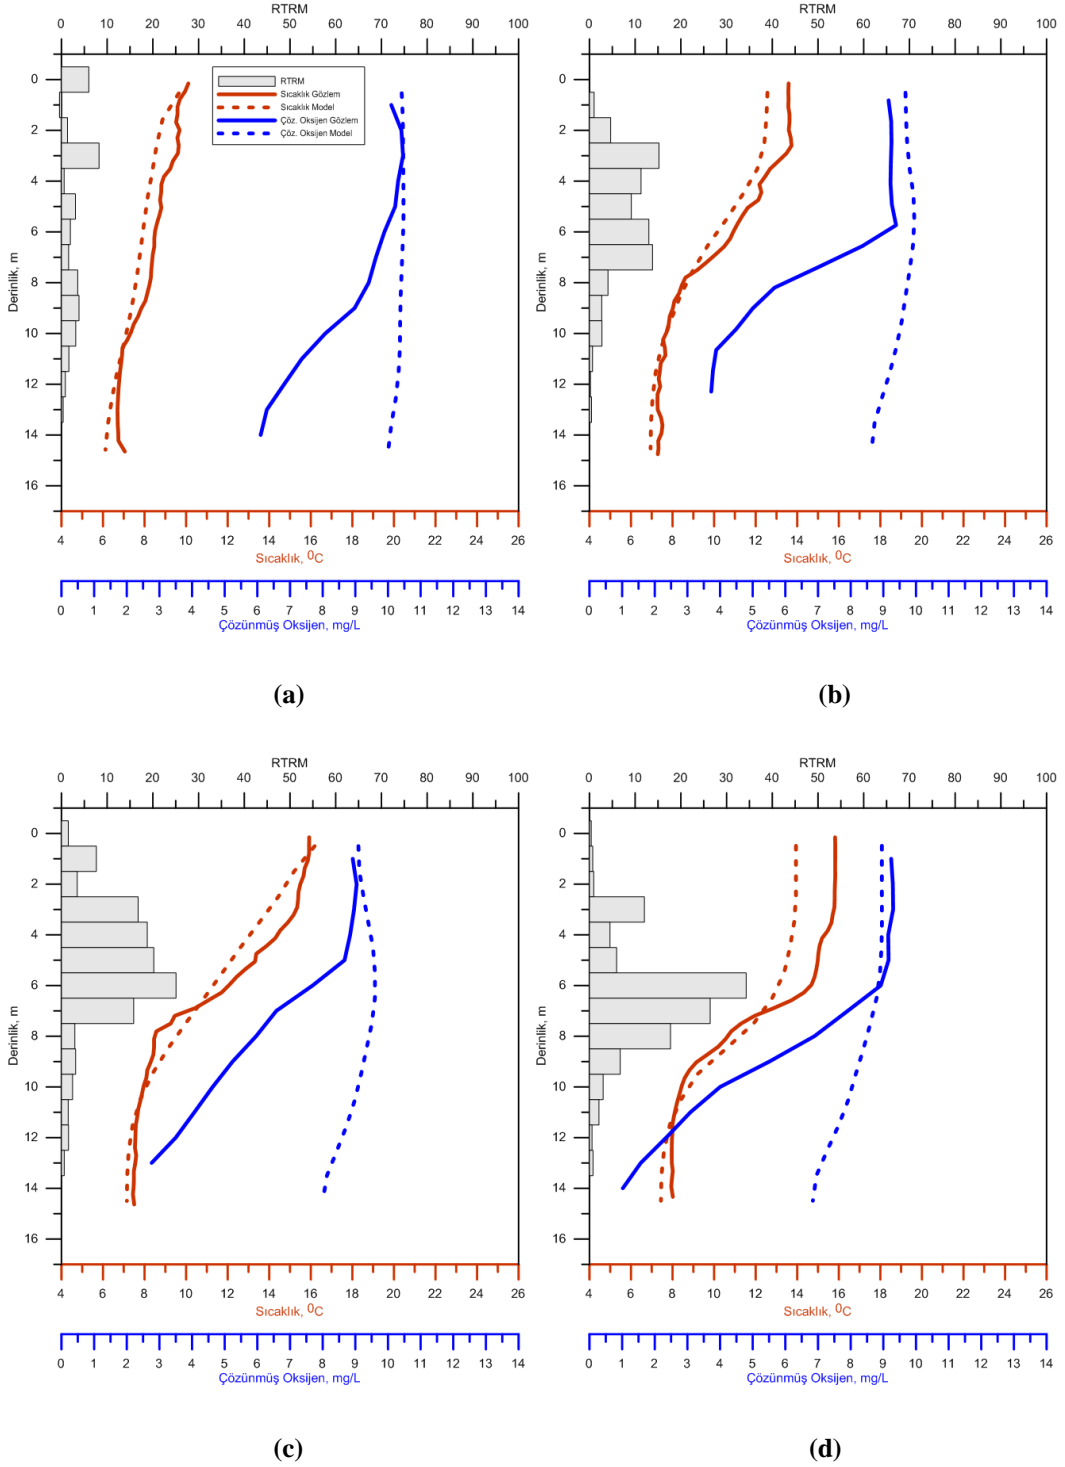 RTRM
0 10 20 30 40 50 60 70 80 90 100
RTRM
Sıcaklık Gözlem
Sıcaklık Model
Çöz. Oksijen Gözlem
Çöz. Oksijen Model
0
2
4
6
8
10
12
14
16
Derinlik, m
4 6 8 10 12 14 16 18 20 22 24 26
Sıcaklık, ⁰C
0 1 2 3 4 5 6 7 8 9 10 11 12 13 14
Çözünmüş Oksijen, mg/L
(a)
RTRM
0 10 20 30 40 50 60 70 80 90 100
0
2
4
6
8
10
12
14
16
Derinlik, m
4 6 8 10 12 14 16 18 20 22 24 26
Sıcaklık, ⁰C
0 1 2 3 4 5 6 7 8 9 10 11 12 13 14
Çözünmüş Oksijen, mg/L
(b)
RTRM
0 10 20 30 40 50 60 70 80 90 100
0
2
4
6
8
10
12
14
16
Derinlik, m
4 6 8 10 12 14 16 18 20 22 24 26
Sıcaklık, ⁰C
0 1 2 3 4 5 6 7 8 9 10 11 12 13 14
Çözünmüş Oksijen, mg/L
(c)
RTRM
0 10 20 30 40 50 60 70 80 90 100
0
2
4
6
8
10
12
14
16
Derinlik, m
4 6 8 10 12 14 16 18 20 22 24 26
Sıcaklık, ⁰C
0 1 2 3 4 5 6 7 8 9 10 11 12 13 14
Çözünmüş Oksijen, mg/L
(d)